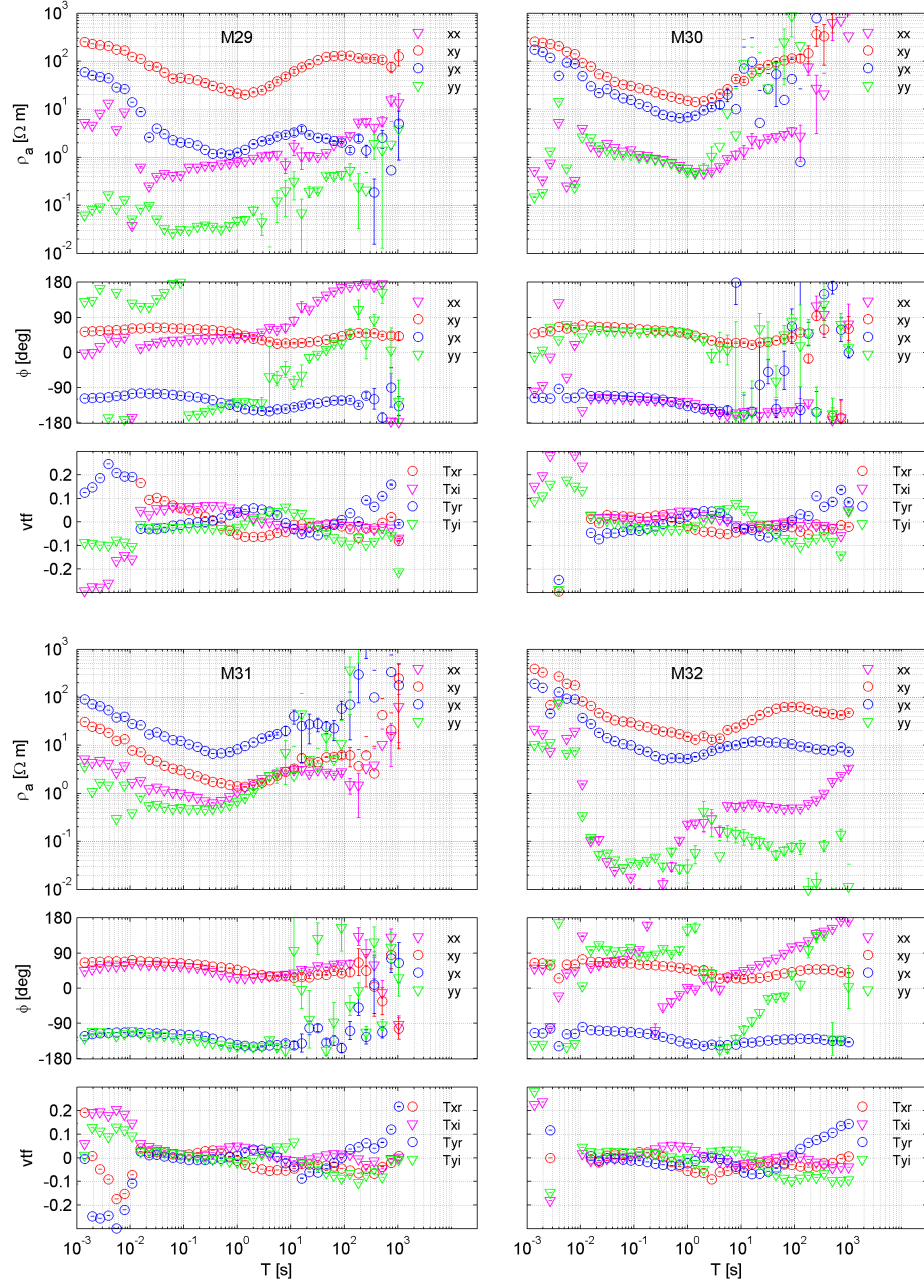 M29
xx
xy
yx
yy
ρa [Ω m]
10^3
10^2
10^1
10^0
10^-1
10^-2
M30
xx
xy
yx
yy
ϕ [deg]
180
90
0
-90
-180
xx
xy
yx
yy
xx
xy
yx
yy
vtf
0.2
0.1
0
-0.1
-0.2
Txr
Txi
Tyr
Tyi
Txr
Txi
Tyr
Tyi
M31
xx
xy
yx
yy
ρa [Ω m]
10^3
10^2
10^1
10^0
10^-1
10^-2
M32
xx
xy
yx
yy
ϕ [deg]
180
90
0
-90
-180
xx
xy
yx
yy
xx
xy
yx
yy
vtf
0.2
0.1
0
-0.1
-0.2
Txr
Txi
Tyr
Tyi
Txr
Txi
Tyr
Tyi
10^-3 10^-2 10^-1 10^0 10^1 10^2 10^3
T [s]
10^-3 10^-2 10^-1 10^0 10^1 10^2 10^3
T [s]